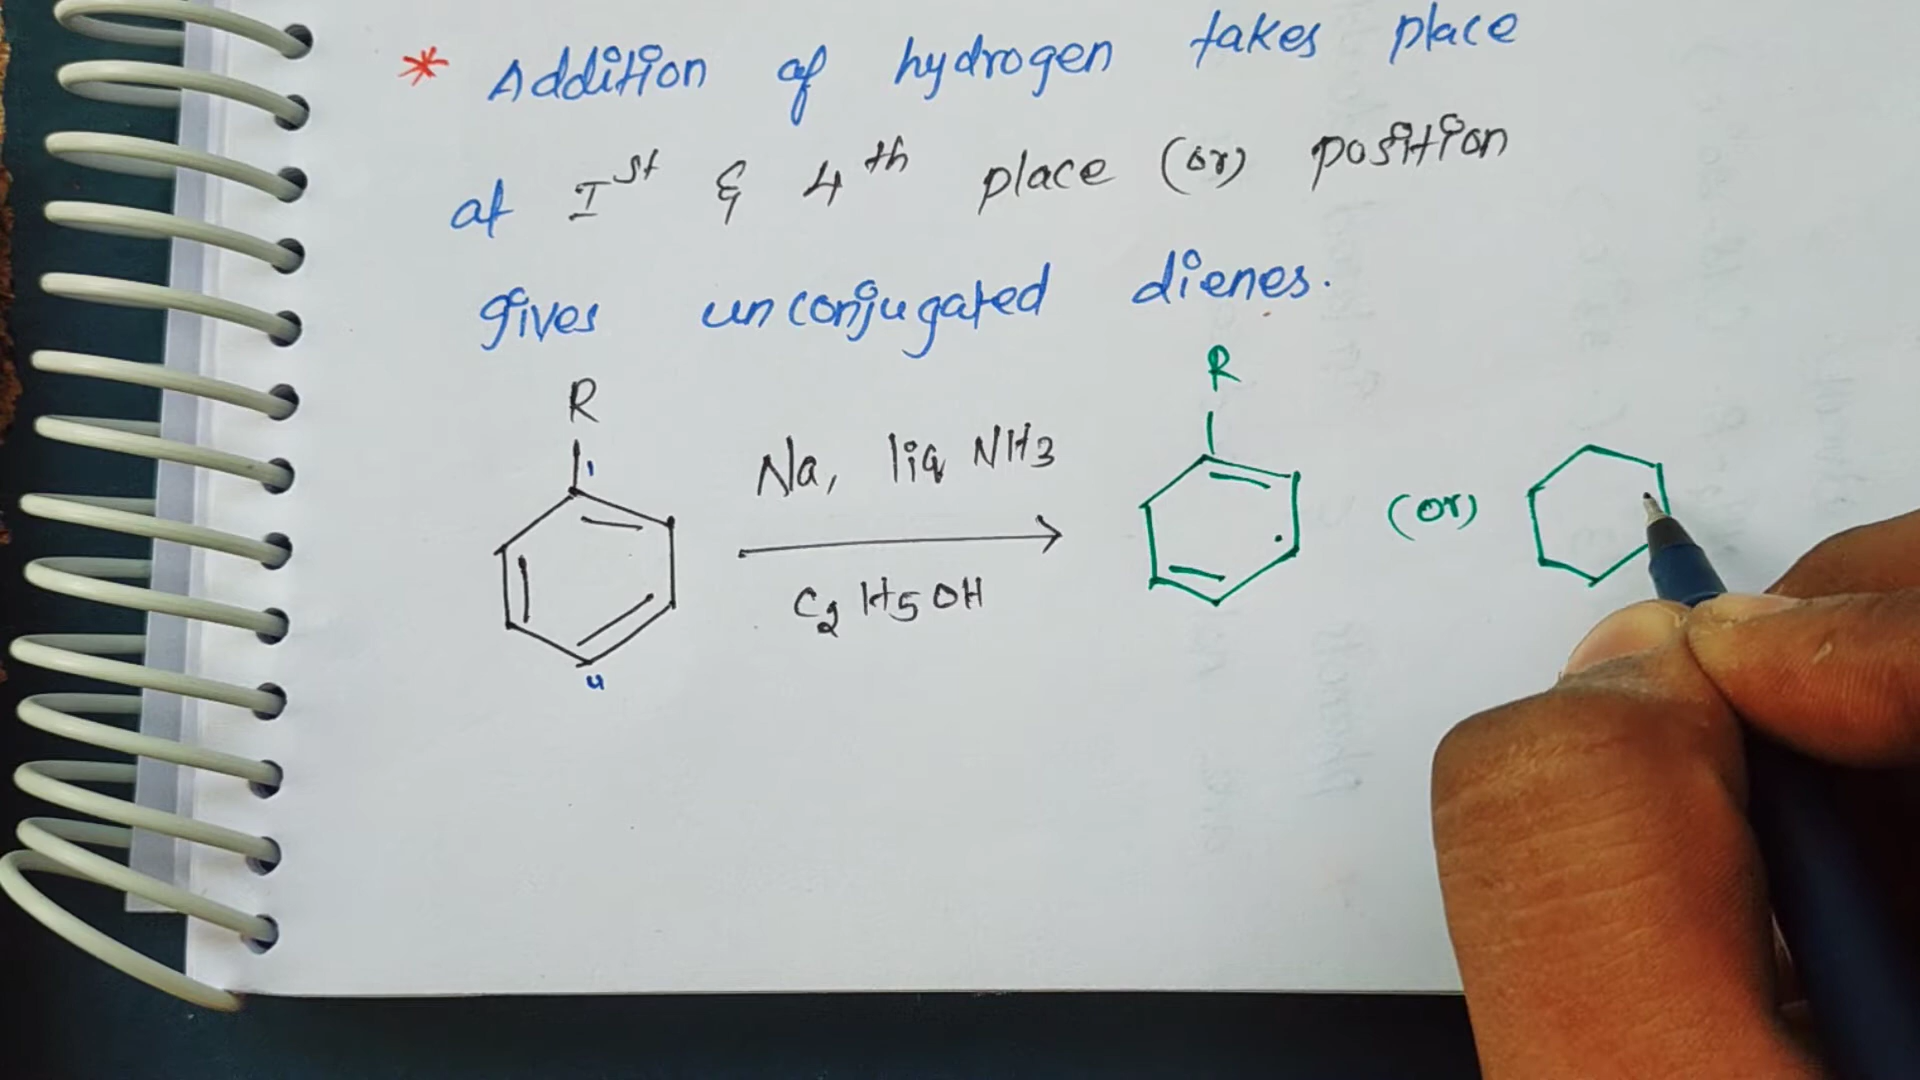 * Addition of hydrogen takes place
at Ist & 4th place (or) position
gives unconjugated dienes.
R
1
4
Na, liq NH3
C2H5OH
R
(or)